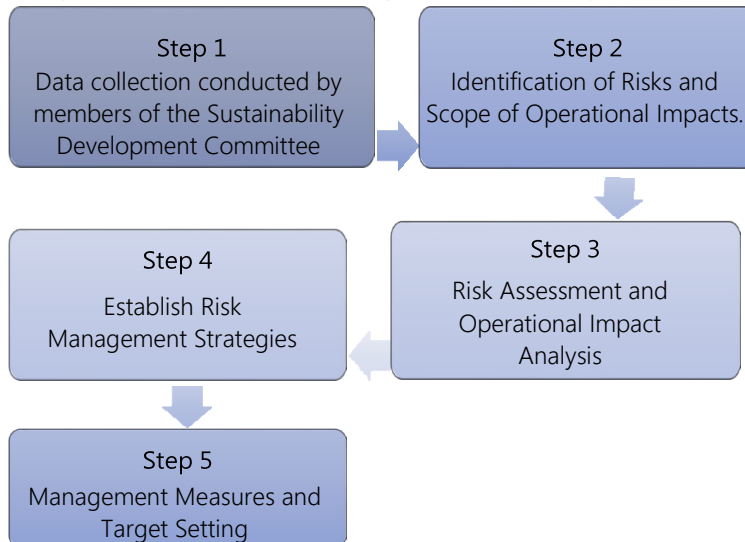 Step 1
Data collection conducted by
members of the Sustainability
Development Committee
Step 2
Identification of Risks and
Scope of Operational Impacts.
Step 3
Risk Assessment and
Operational Impact
Analysis
Step 4
Establish Risk
Management Strategies
Step 5
Management Measures and
Target Setting